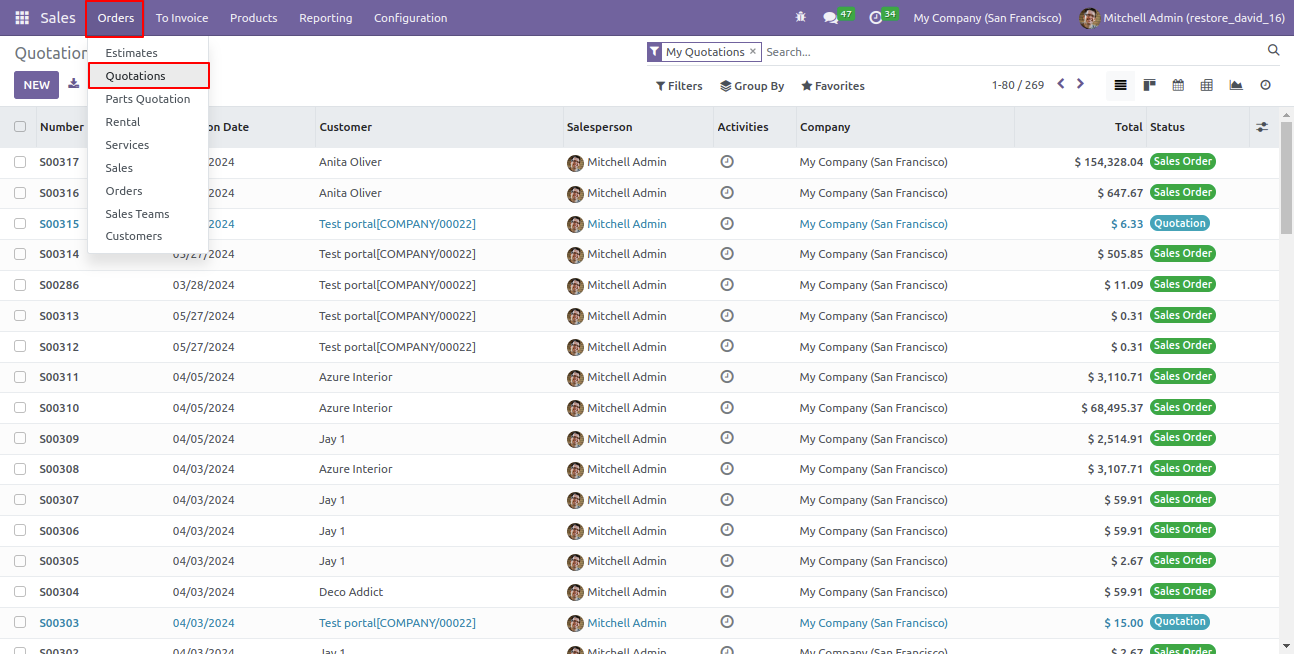 Sales Orders To Invoice Products Reporting Configuration 47 34 My Company (San Francisco) Mitchell Admin (restore_david_16)
Quotation My Quotations × Search...
NEW Filters Group By Favorites 1-80 / 269
Estimates
Quotations
Parts Quotation
Rental
Services
Sales
Orders
Sales Teams
Customers
Number on Date Customer Salesperson Activities Company Total Status
S00317 /2024 Anita Oliver Mitchell Admin My Company (San Francisco) $ 154,328.04 Sales Order
S00316 /2024 Anita Oliver Mitchell Admin My Company (San Francisco) $ 647.67 Sales Order
S00315 /2024 Test portal[COMPANY/00022] Mitchell Admin My Company (San Francisco) $ 6.33 Quotation
S00314 05/27/2024 Test portal[COMPANY/00022] Mitchell Admin My Company (San Francisco) $ 505.85 Sales Order
S00286 03/28/2024 Test portal[COMPANY/00022] Mitchell Admin My Company (San Francisco) $ 11.09 Sales Order
S00313 05/27/2024 Test portal[COMPANY/00022] Mitchell Admin My Company (San Francisco) $ 0.31 Sales Order
S00312 05/27/2024 Test portal[COMPANY/00022] Mitchell Admin My Company (San Francisco) $ 0.31 Sales Order
S00311 04/05/2024 Azure Interior Mitchell Admin My Company (San Francisco) $ 3,110.71 Sales Order
S00310 04/05/2024 Azure Interior Mitchell Admin My Company (San Francisco) $ 68,495.37 Sales Order
S00309 04/05/2024 Jay 1 Mitchell Admin My Company (San Francisco) $ 2,514.91 Sales Order
S00308 04/03/2024 Azure Interior Mitchell Admin My Company (San Francisco) $ 3,107.71 Sales Order
S00307 04/03/2024 Jay 1 Mitchell Admin My Company (San Francisco) $ 59.91 Sales Order
S00306 04/03/2024 Jay 1 Mitchell Admin My Company (San Francisco) $ 59.91 Sales Order
S00305 04/03/2024 Jay 1 Mitchell Admin My Company (San Francisco) $ 2.67 Sales Order
S00304 04/03/2024 Deco Addict Mitchell Admin My Company (San Francisco) $ 59.91 Sales Order
S00303 04/03/2024 Test portal[COMPANY/00022] Mitchell Admin My Company (San Francisco) $ 15.00 Quotation
S00302 04/03/2024 Jay 1 Mitchell Admin My Company (San Francisco) $ 2.67 Sales Order